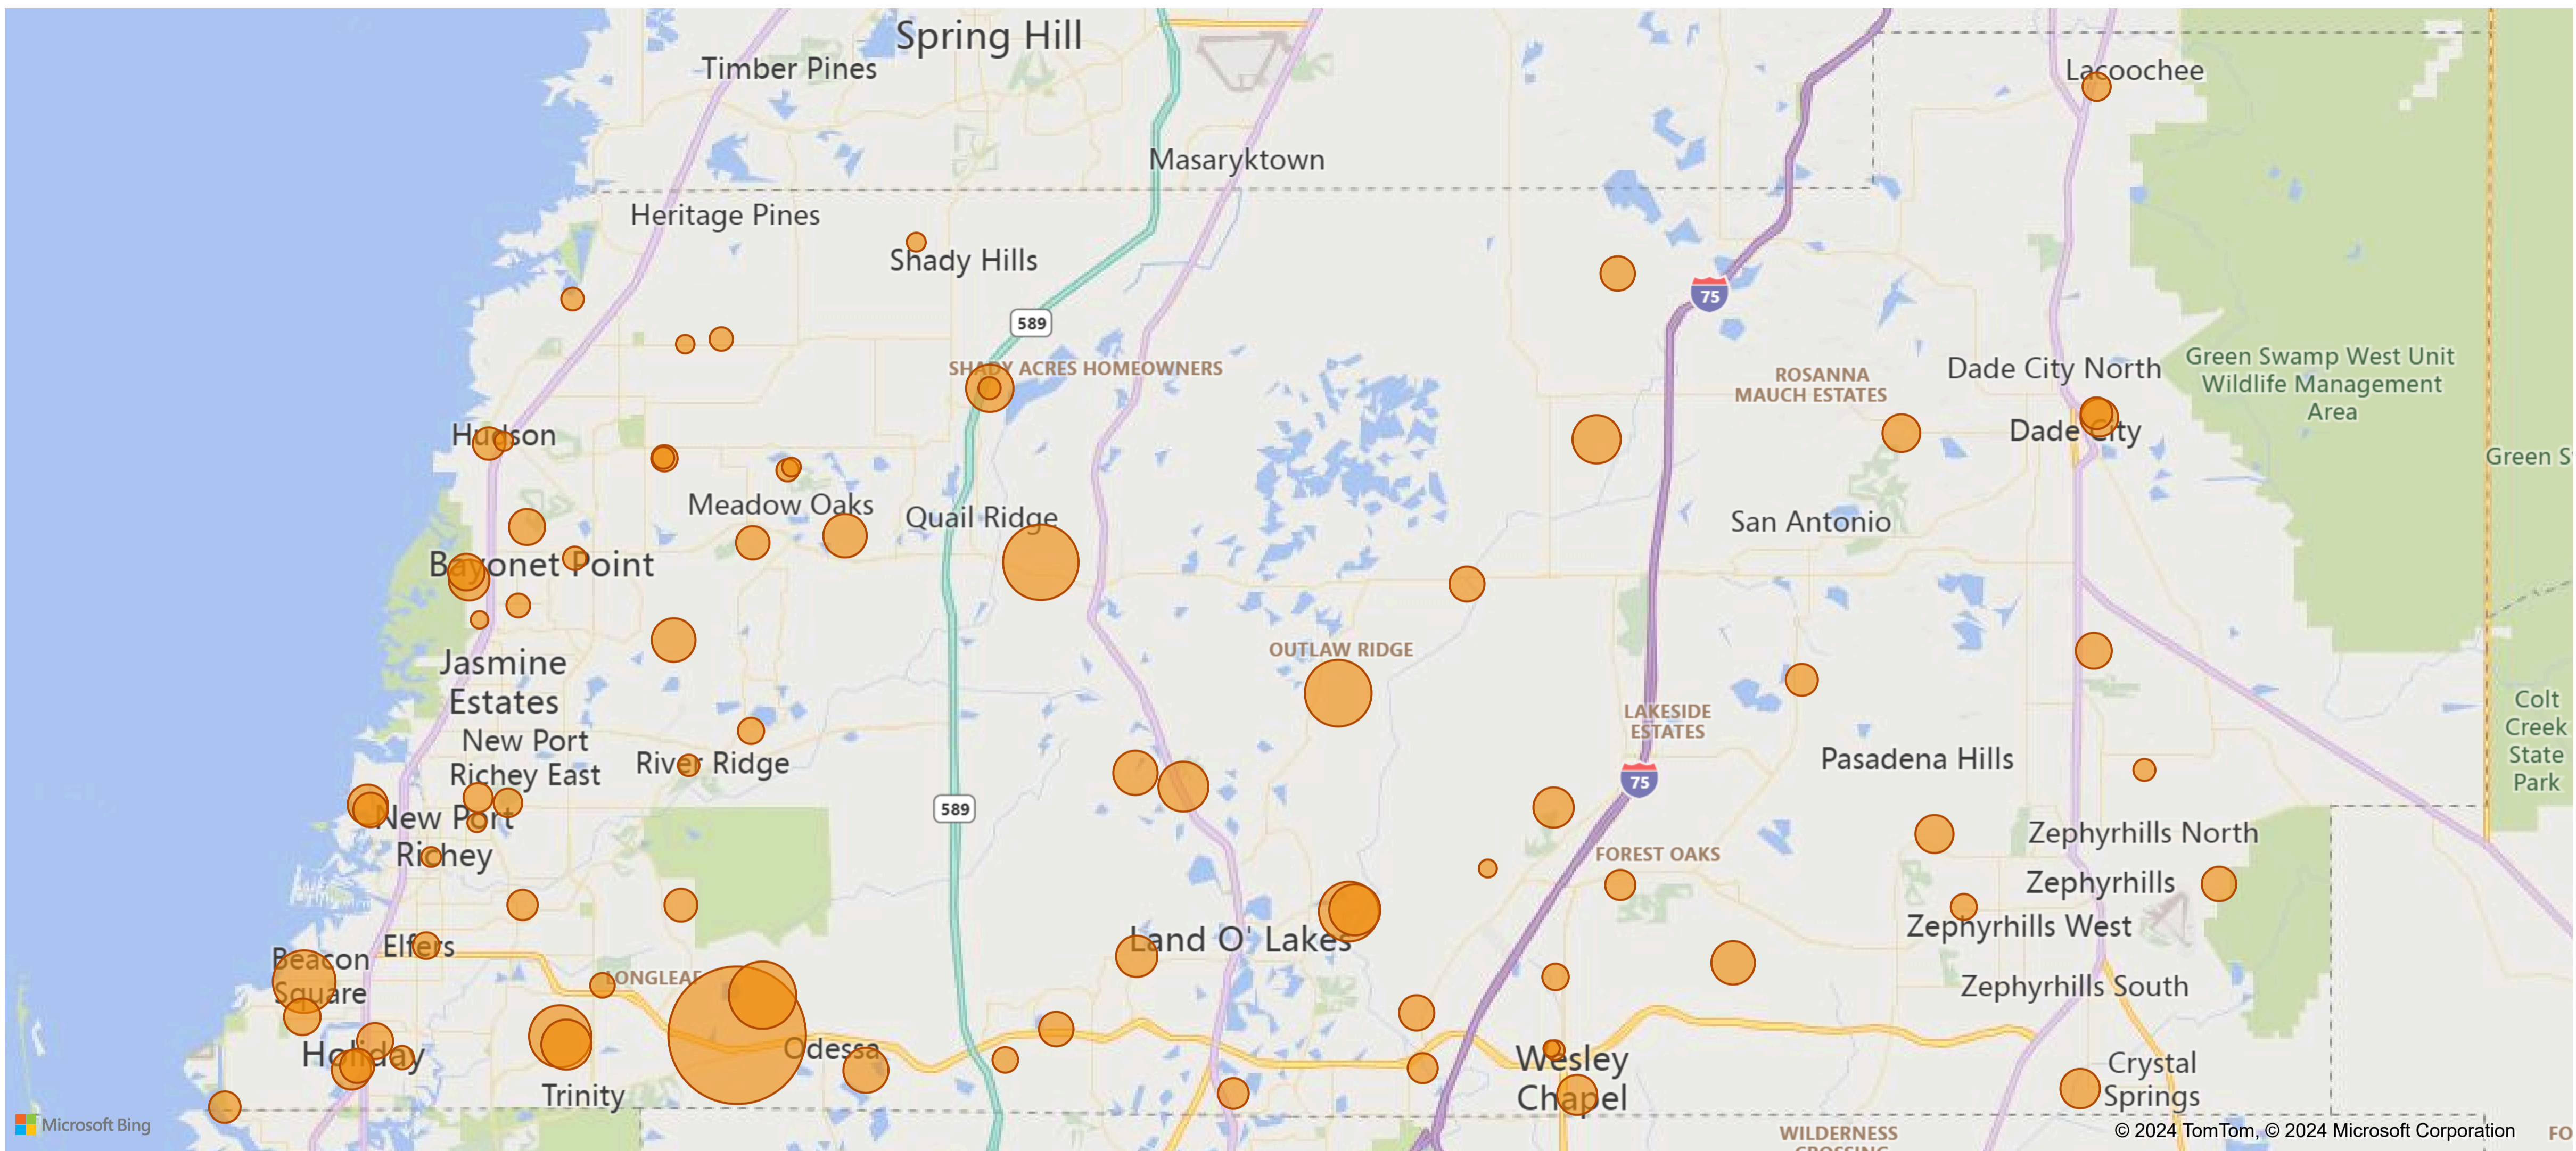 Spring Hill
Timber Pines
Lacoochee
Masaryktown
Heritage Pines
Shady Hills
75
589
SHADY ACRES HOMEOWNERS
ROSANNA
MAUCH ESTATES
Dade City North
Green Swamp West Unit
Wildlife Management
Area
Hudson
Dade City
Green S
Meadow Oaks
Quail Ridge
San Antonio
Bayonet Point
OUTLAW RIDGE
Jasmine
Estates
LAKESIDE
ESTATES
Colt
Creek
State
Park
New Port
Richey East
River Ridge
Pasadena Hills
75
589
New Port
Richey
Zephyrhills North
FOREST OAKS
Zephyrhills
Zephyrhills West
Land O' Lakes
Elfers
Beacon
Square
LONGLEAF
Zephyrhills South
Holiday
Odessa
Wesley
Chapel
Crystal
Springs
Trinity
Microsoft Bing
WILDERNESS
CROSSING
© 2024 TomTom, © 2024 Microsoft Corporation
FO